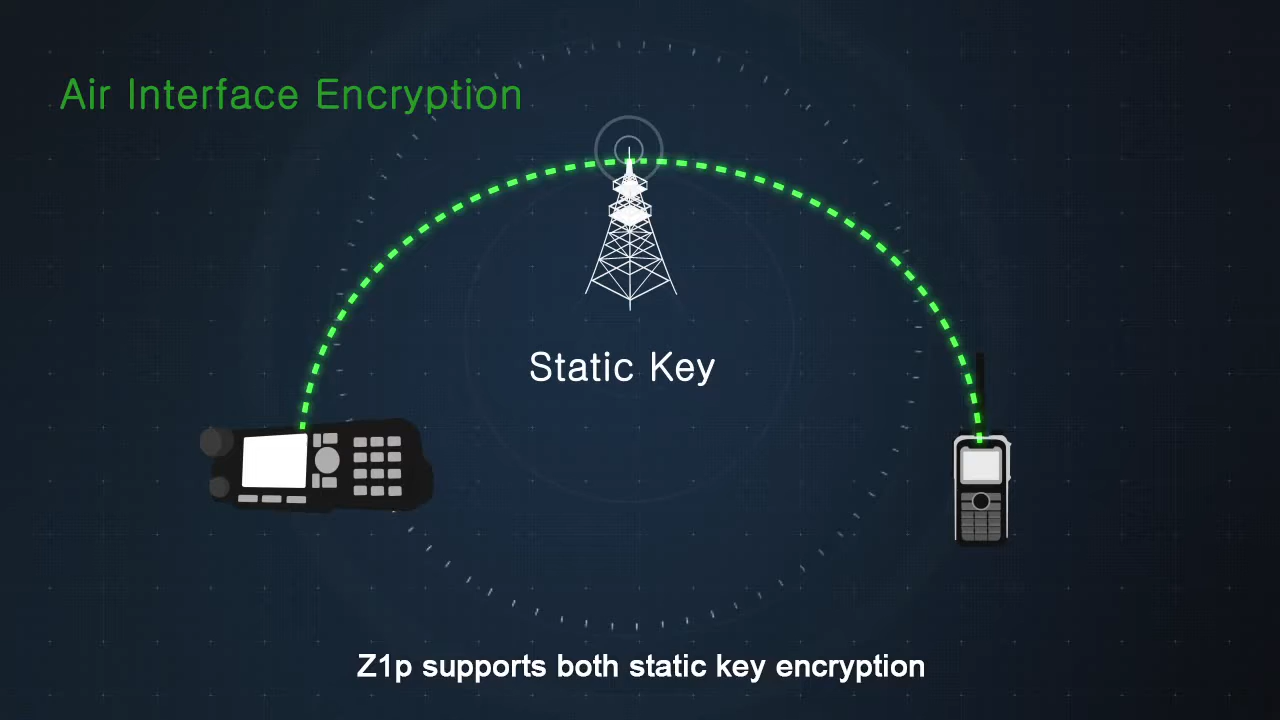 Air Interface Encryption
Static Key
Z1p supports both static key encryption